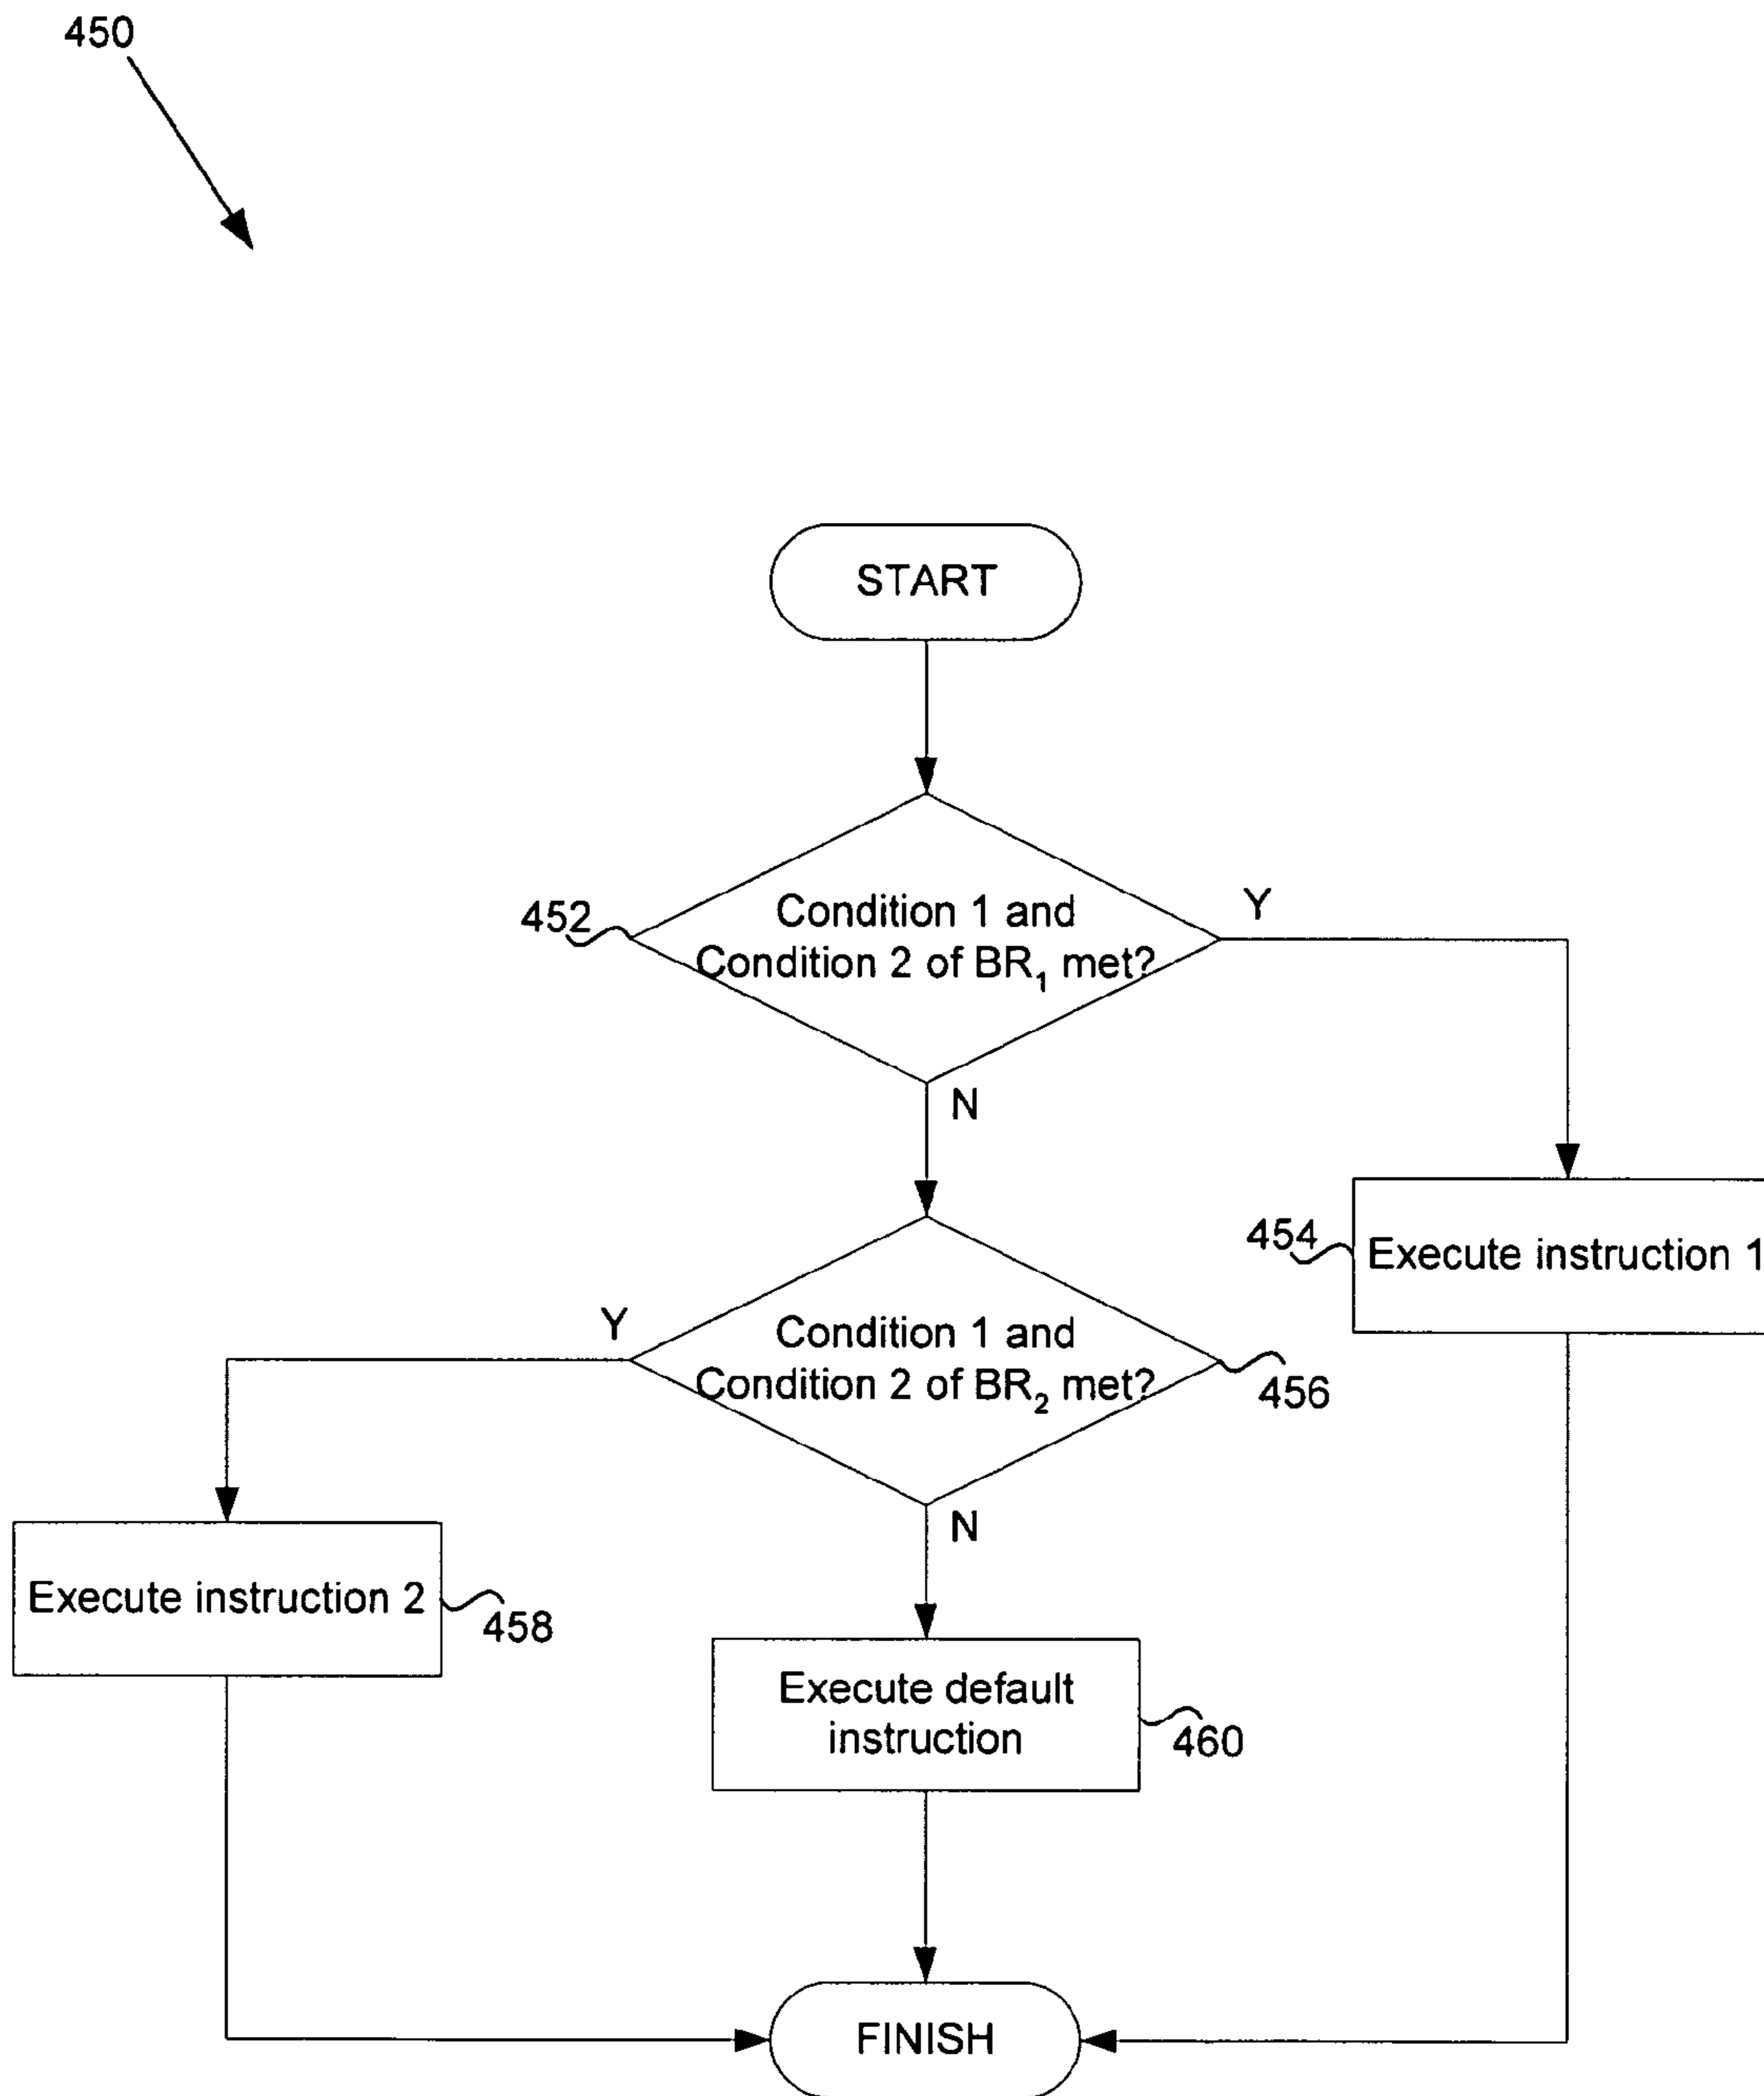 450
START
452
Condition 1 and
Condition 2 of BR₁ met?
Y
N
454
Execute instruction 1
Y
Condition 1 and
Condition 2 of BR₂ met?
456
N
Execute instruction 2
458
Execute default
instruction
460
FINISH